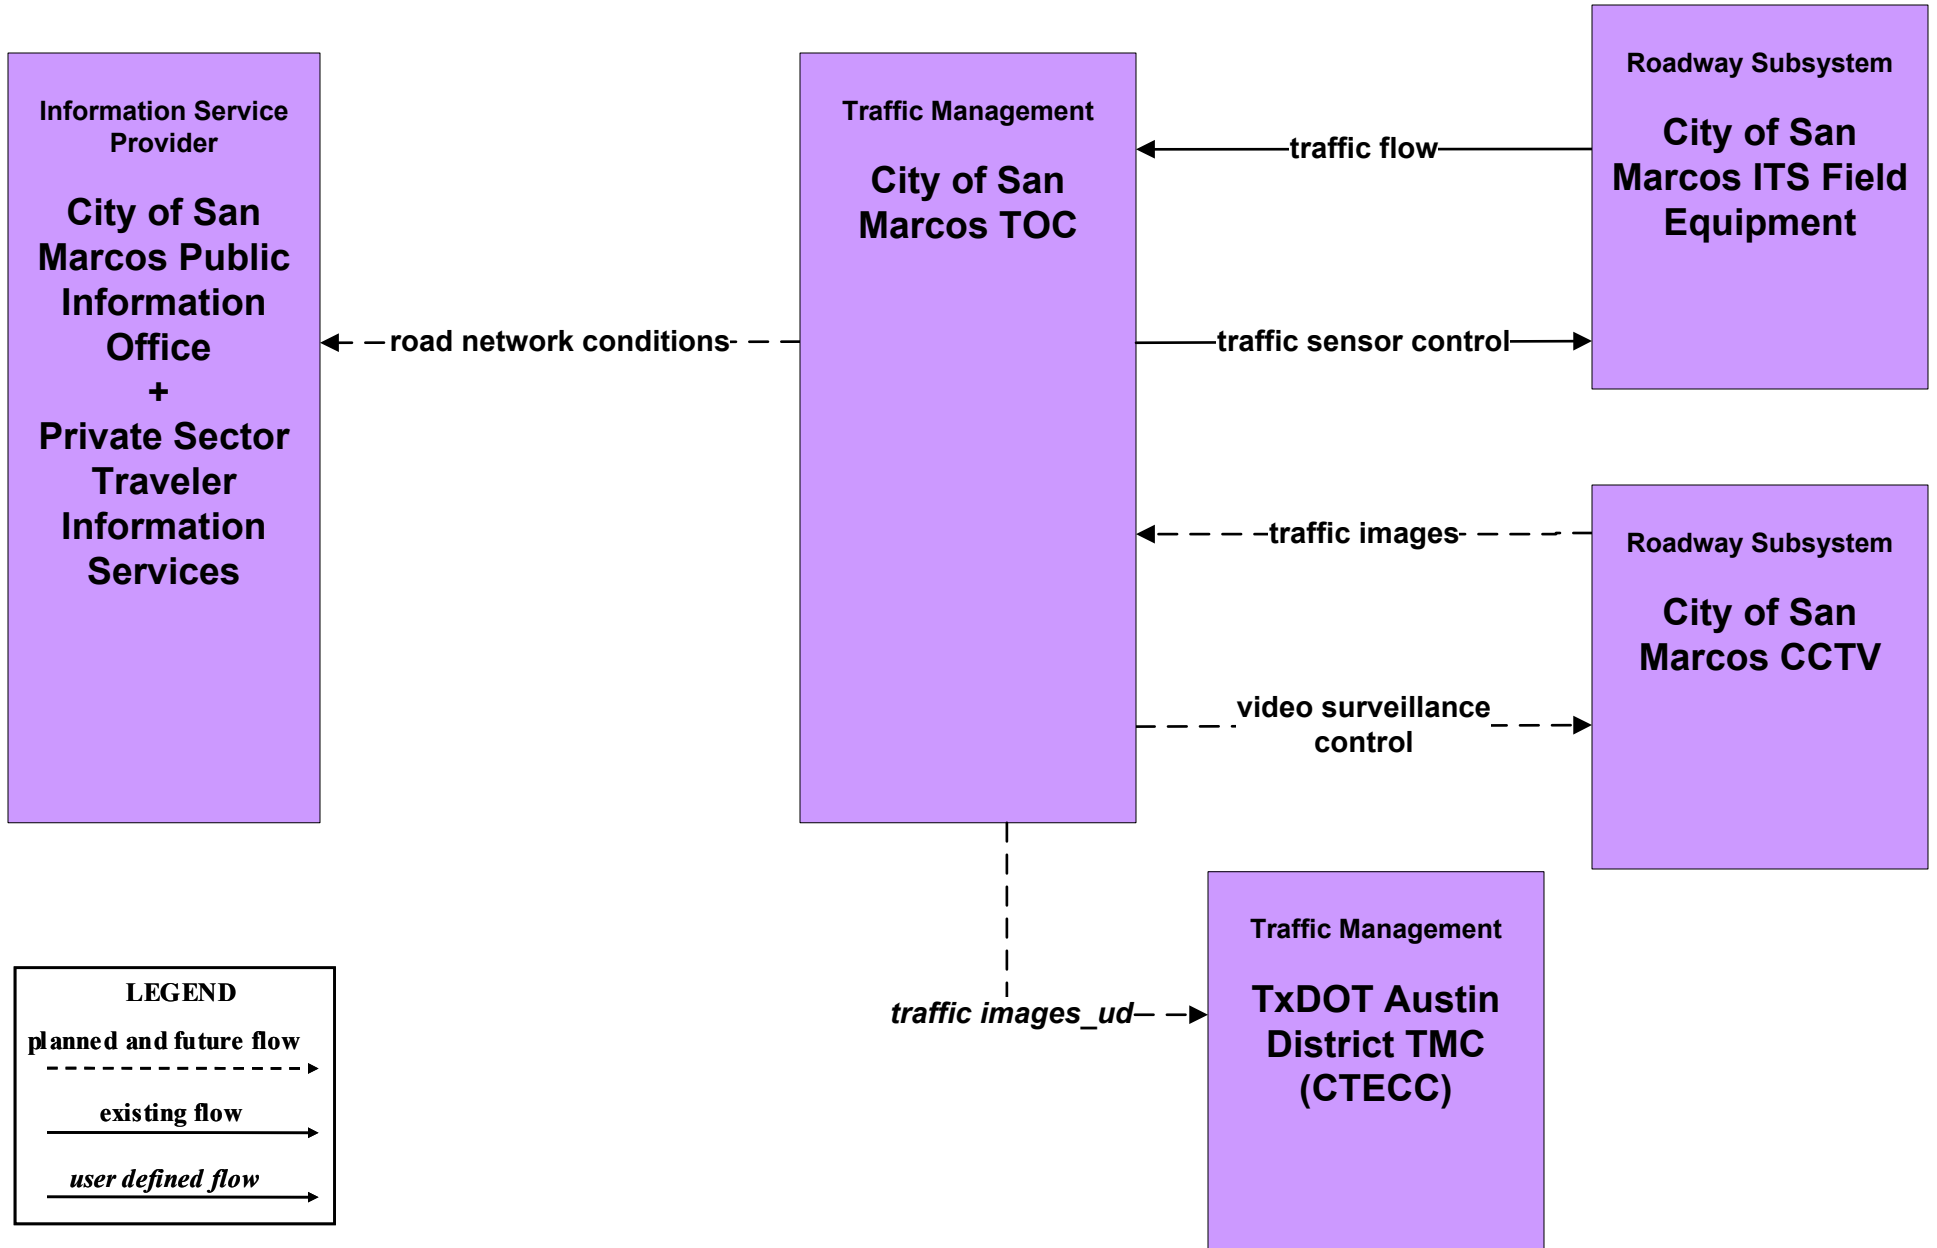 Information Service
Provider
City of San
Marcos Public
Information
Office
+
Private Sector
Traveler
Information
Services
road network conditions
Traffic Management
City of San
Marcos TOC
traffic flow
traffic sensor control
traffic images
video surveillance
control
Roadway Subsystem
City of San
Marcos ITS Field
Equipment
Roadway Subsystem
City of San
Marcos CCTV
traffic images_ud
Traffic Management
TxDOT Austin
District TMC
(CTECC)
LEGEND
planned and future flow
existing flow
user defined flow